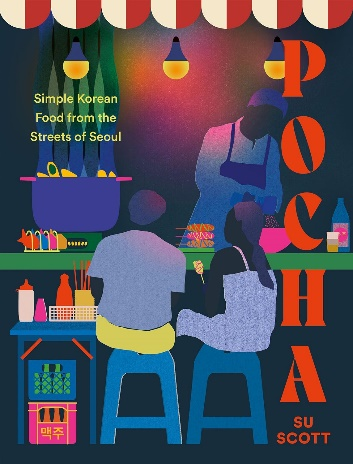 Simple Korean
Food from the
Streets of Seoul
POCHA
맥주
SU
SCOTT